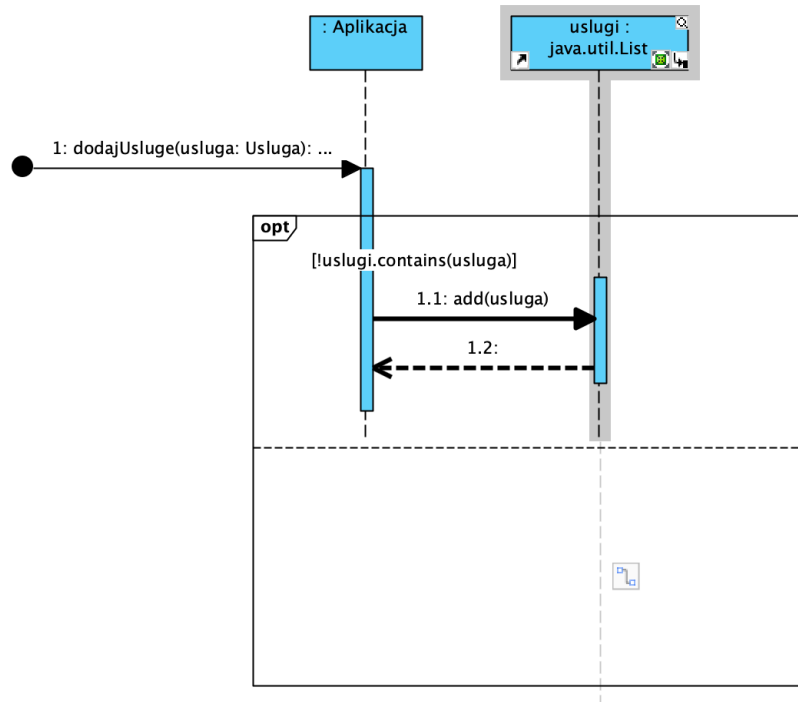 : Aplikacja
uslugi :
java.util.List
1: dodajUsluge(usluga: Usluga): ...
opt
[!uslugi.contains(usluga)]
1.1: add(usluga)
1.2: